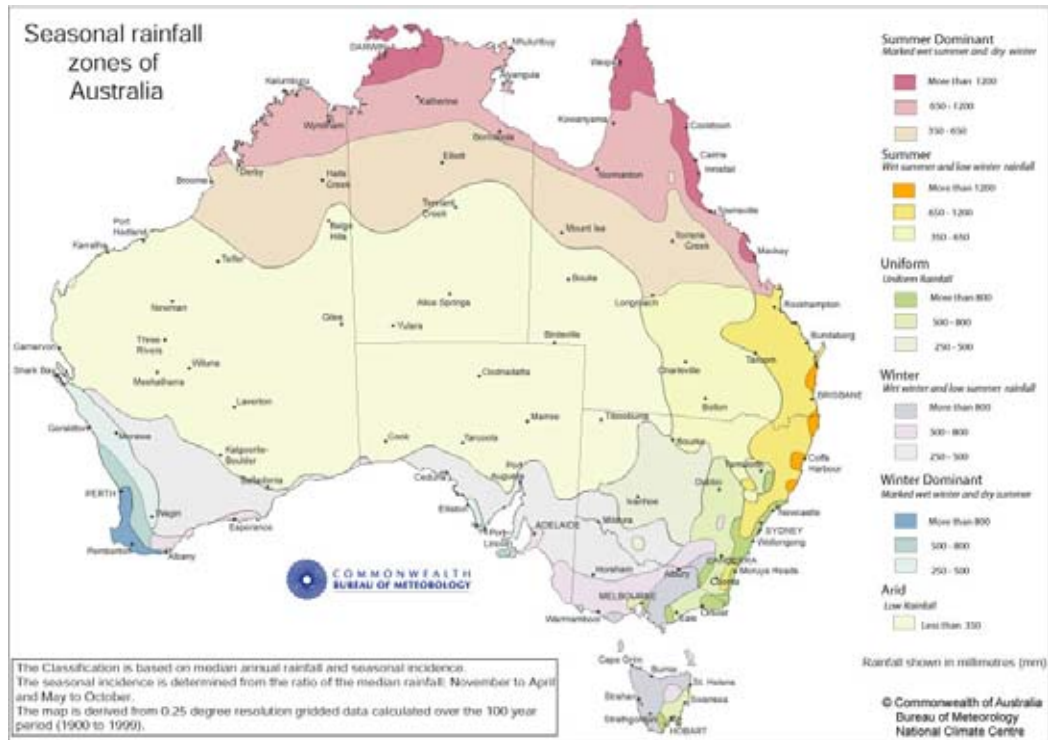 Seasonal rainfall
zones of
Australia
DARWIN
Nhulunbuy
Alyangula
Weipa
Kalumburu
Katherine
Wyndham
Kowanyama
Cooktown
Borroloola
Cairns
Innisfail
Derby
Elliott
Normanton
Broome
Halls
Creek
Townsville
Tennant
Creek
Port
Hedland
Balgo
Hills
Mount Isa
Torrens
Creek
Mackay
Karratha
Telfer
Boulia
Longreach
Rockhampton
Newman
Alice Springs
Giles
Yulara
Bundaberg
Three
Rivers
Birdsville
Taroom
Carnarvon
Wiluna
Charleville
Shark Bay
Meekatharra
Oodnadatta
BRISBANE
Laverton
Marree
Tibooburra
Bollon
Geraldton
Morawa
Cook
Tarcoola
Bourke
Kalgoorlie-
Boulder
Coffs
Harbour
Port
Augusta
Tamworth
Balladonia
Ceduna
Ivanhoe
Dubbo
PERTH
Elliston
Newcastle
Mildura
SYDNEY
Esperance
Port
Lincoln
ADELAIDE
Wollongong
Pemberton
Albany
CANBERRA
Horsham
Albury
Moruya Heads
Cooma
MELBOURNE
Orbost
Warrnambool
Sale
Cape Grim
Burnie
St. Helens
Strahan
Swansea
Strathgordon
HOBART
COMMONWEALTH
BUREAU OF METEOROLOGY
Summer Dominant
Marked wet summer and dry winter
More than 1200
650 - 1200
350 - 650
Summer
Wet summer and low winter rainfall
More than 1200
650 - 1200
350 - 650
Uniform
Uniform Rainfall
More than 800
500 - 800
250 - 500
Winter
Wet winter and low summer rainfall
More than 800
500 - 800
250 - 500
Winter Dominant
Marked wet winter and dry summer
More than 800
500 - 800
250 - 500
Arid
Low Rainfall
Less than 350
Rainfall shown in millimetres (mm)
© Commonwealth of Australia
Bureau of Meteorology
National Climate Centre
The Classification is based on median annual rainfall and seasonal incidence.
The seasonal incidence is determined from the ratio of the median rainfall: November to April
and May to October.
The map is derived from 0.25 degree resolution gridded data calculated over the 100 year
period (1900 to 1999).